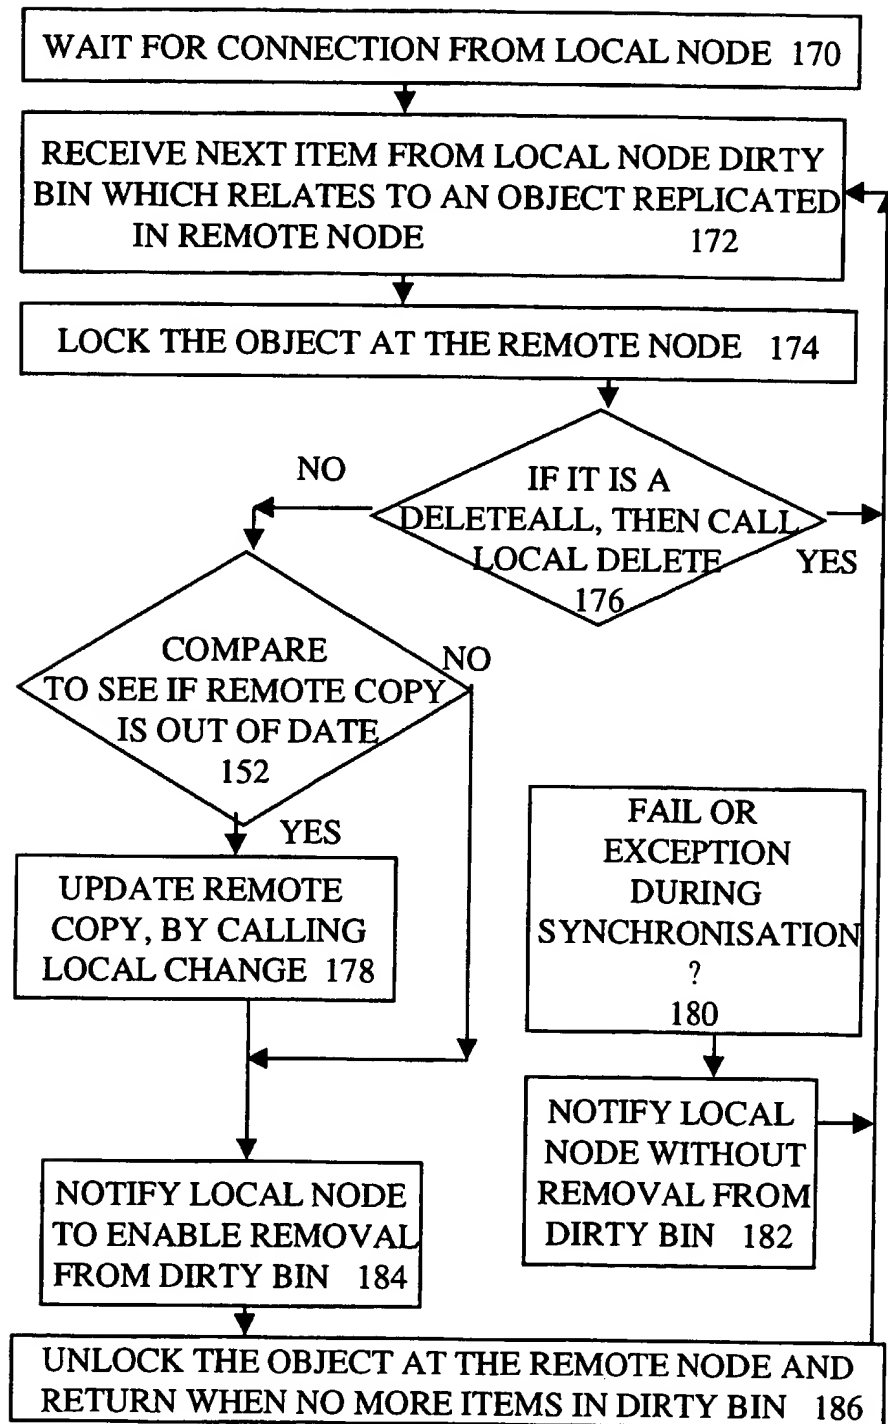 WAIT FOR CONNECTION FROM LOCAL NODE 170
RECEIVE NEXT ITEM FROM LOCAL NODE DIRTY
BIN WHICH RELATES TO AN OBJECT REPLICATED
IN REMOTE NODE 172
LOCK THE OBJECT AT THE REMOTE NODE 174
NO
IF IT IS A
DELETEALL, THEN CALL
LOCAL DELETE
176
YES
COMPARE
TO SEE IF REMOTE COPY
IS OUT OF DATE
152
NO
YES
UPDATE REMOTE
COPY, BY CALLING
LOCAL CHANGE 178
FAIL OR
EXCEPTION
DURING
SYNCHRONISATION
?
180
NOTIFY LOCAL
NODE WITHOUT
REMOVAL FROM
DIRTY BIN 182
NOTIFY LOCAL NODE
TO ENABLE REMOVAL
FROM DIRTY BIN 184
UNLOCK THE OBJECT AT THE REMOTE NODE AND
RETURN WHEN NO MORE ITEMS IN DIRTY BIN 186